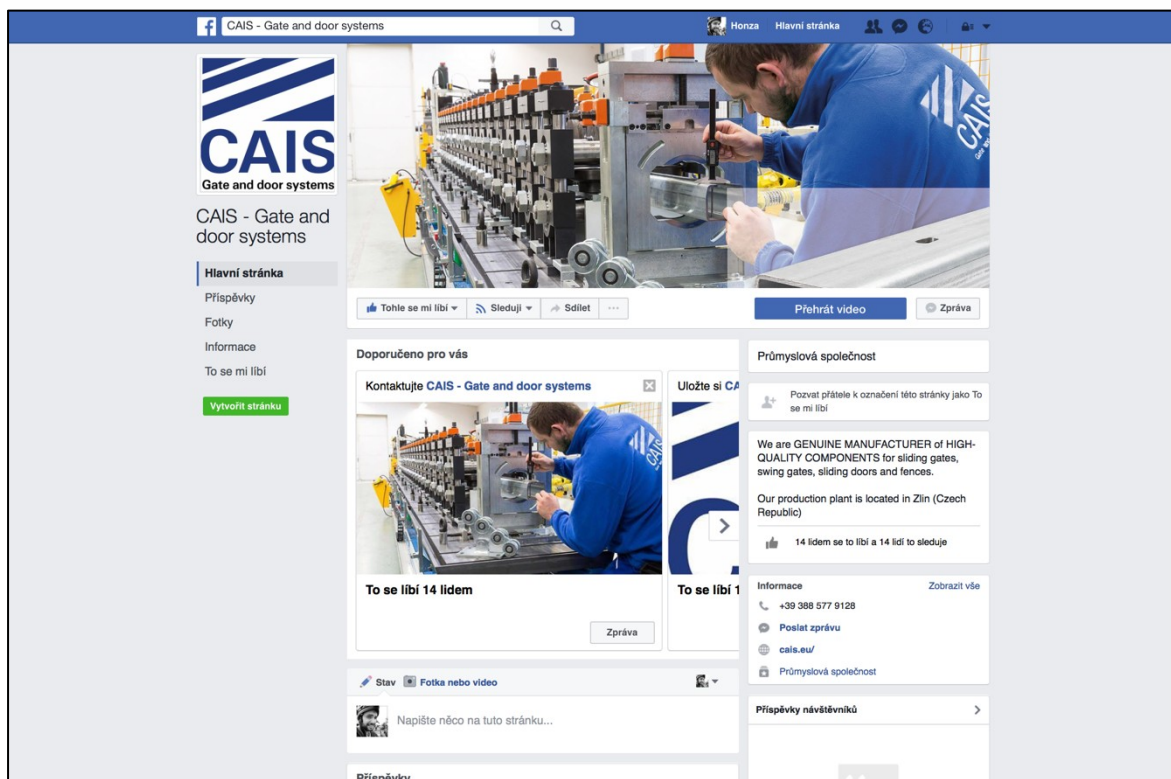 CAIS - Gate and door systems
Honza
Hlavní stránka
CAIS
Gate and door systems
CAIS - Gate and
door systems
Hlavní stránka
Příspěvky
Fotky
Informace
To se mi líbí
Vytvořit stránku
CAIS
Tohle se mi líbí
Sleduji
Sdílet
Přehrát video
Zpráva
Doporučeno pro vás
Kontaktujte CAIS - Gate and door systems
CAIS
To se líbí 14 lidem
Zpráva
Uložte si CA
To se líbí 1
Stav
Fotka nebo video
Napište něco na tuto stránku...
Příspěvky
Průmyslová společnost
Pozvat přátele k označení této stránky jako To
se mi líbí
We are GENUINE MANUFACTURER of HIGH-
QUALITY COMPONENTS for sliding gates,
swing gates, sliding doors and fences.
Our production plant is located in Zlin (Czech
Republic)
14 lidem se to líbí a 14 lidí to sleduje
Informace
Zobrazit vše
+39 388 577 9128
Poslat zprávu
cais.eu/
Průmyslová společnost
Příspěvky návštěvníků